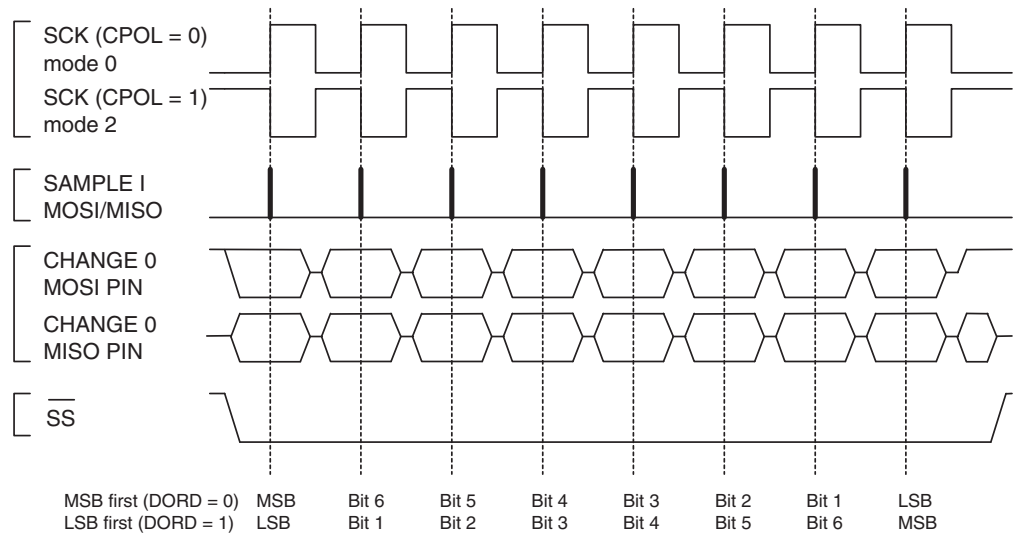 SCK (CPOL = 0)
mode 0
SCK (CPOL = 1)
mode 2
SAMPLE I
MOSI/MISO
CHANGE 0
MOSI PIN
CHANGE 0
MISO PIN
SS
MSB first (DORD = 0) MSB Bit 6 Bit 5 Bit 4 Bit 3 Bit 2 Bit 1 LSB
LSB first (DORD = 1) LSB Bit 1 Bit 2 Bit 3 Bit 4 Bit 5 Bit 6 MSB